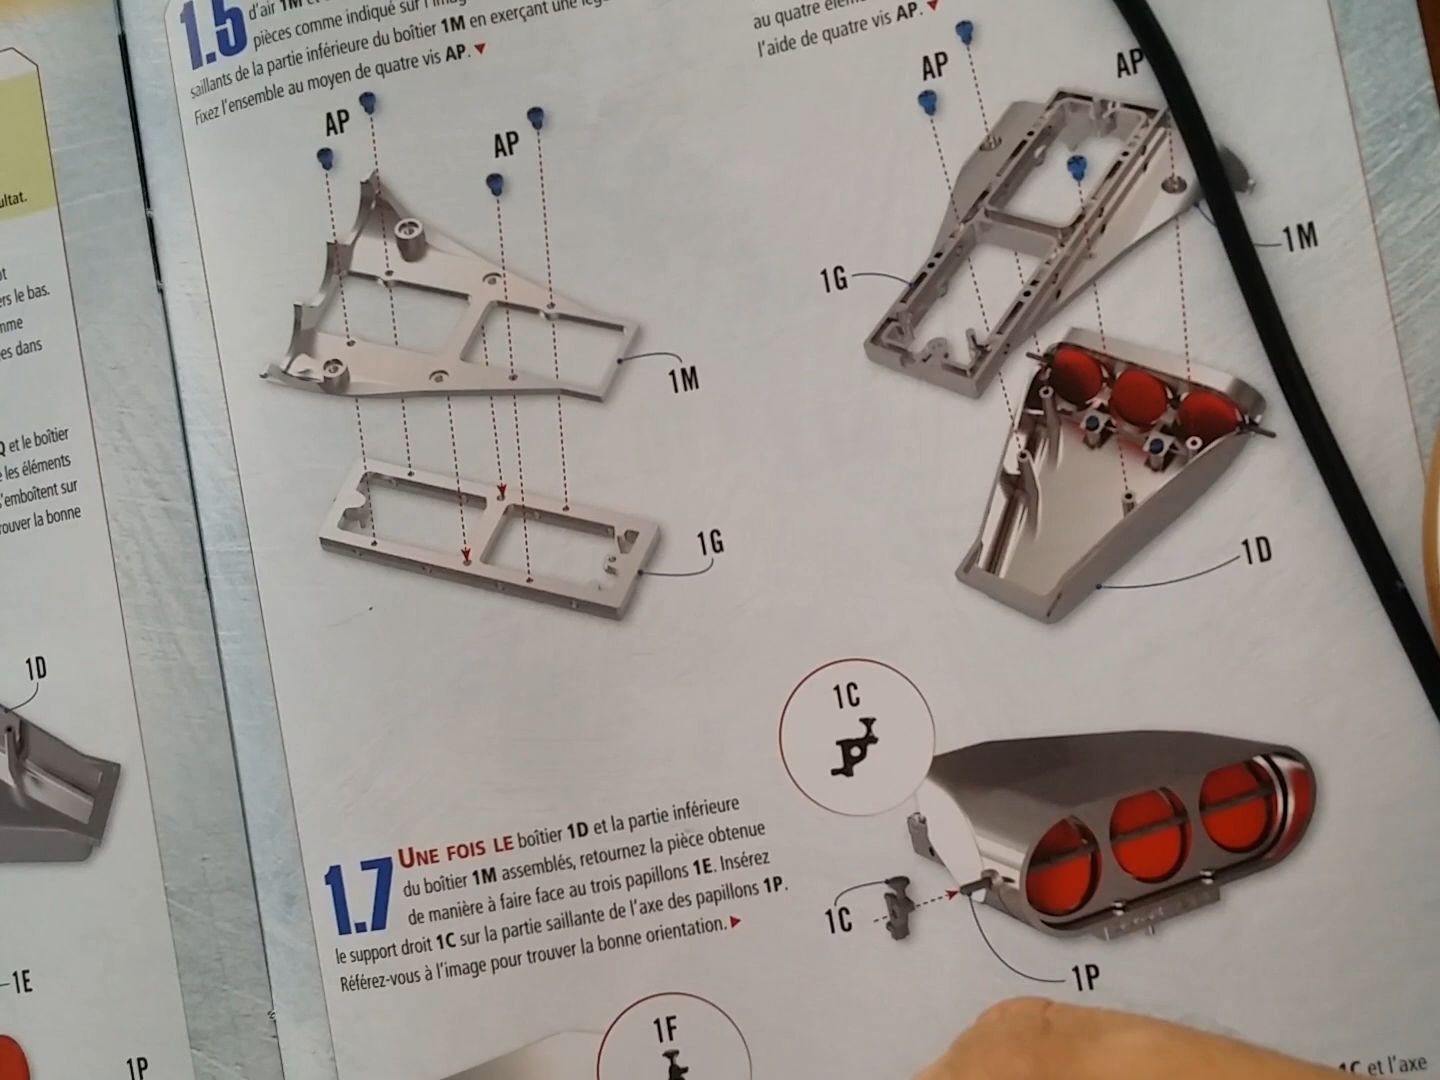 ultat.
ot
ers le bas.
mme
es dans
Q et le boîtier
les éléments
'emboîtent sur
rouver la bonne
1D
1E
1P
1.5
d'air 1M et
pièces comme indiqué sur l'imag
saillants de la partie inférieure du boîtier 1M en exerçant une lég
Fixez l'ensemble au moyen de quatre vis AP.
AP
AP
1M
1G
au quatre élém
l'aide de quatre vis AP.
AP
AP
1G
1M
1D
1.7
UNE FOIS LE boîtier 1D et la partie inférieure
du boîtier 1M assemblés, retournez la pièce obtenue
de manière à faire face au trois papillons 1E. Insérez
le support droit 1C sur la partie saillante de l'axe des papillons 1P.
Référez-vous à l'image pour trouver la bonne orientation.
1C
1C
1P
1F
1C et l'axe